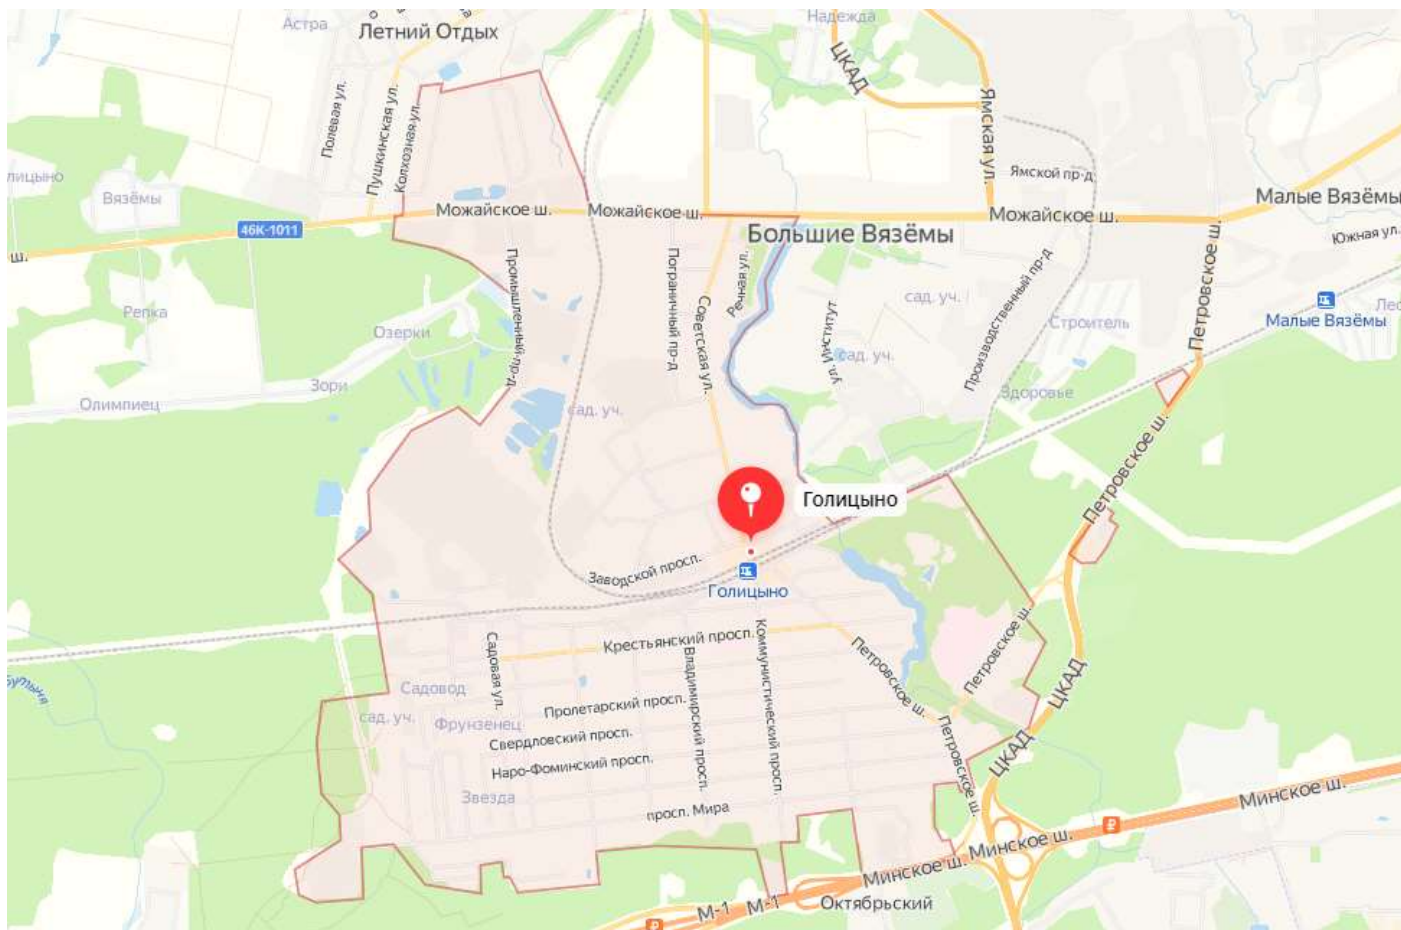 Надежда
Астра
Летний Отдых
ЦКАД
Полевая ул.
Пушкинская ул.
Колхозная ул.
Ямская ул.
Ямской пр-д
лицыно
Вязёмы
Малые Вязёмы
Можайское ш.
Можайское ш.
Можайское ш.
46К-1011
ш.
Большие Вязёмы
Южная ул.
Петровское ш.
Промышленный пр-д
Пограничный пр-д
Советская ул.
Речная ул.
ул. Институт
Производственный пр-д
сад. уч.
Репка
Озерки
Строитель
Малые Вязёмы
Лес
сад. уч.
Зори
Олимпиец
сад. уч.
Здоровье
Петровское ш.
Голицыно
Заводской просп.
Голицыно
Крестьянский просп.
Коммунистический просп.
Владимирский просп.
Садовая ул.
Петровское ш.
Петровское ш.
Бутыня
Садовод
ЦКАД
сад. уч.
Фрунзенец
Пролетарский просп.
Свердловский просп.
Наро-Фоминский просп.
Петровское ш.
ЦКАД
Звезда
просп. Мира
Минское ш.
Минское ш.
Минское ш.
М-1
М-1
Октябрьский